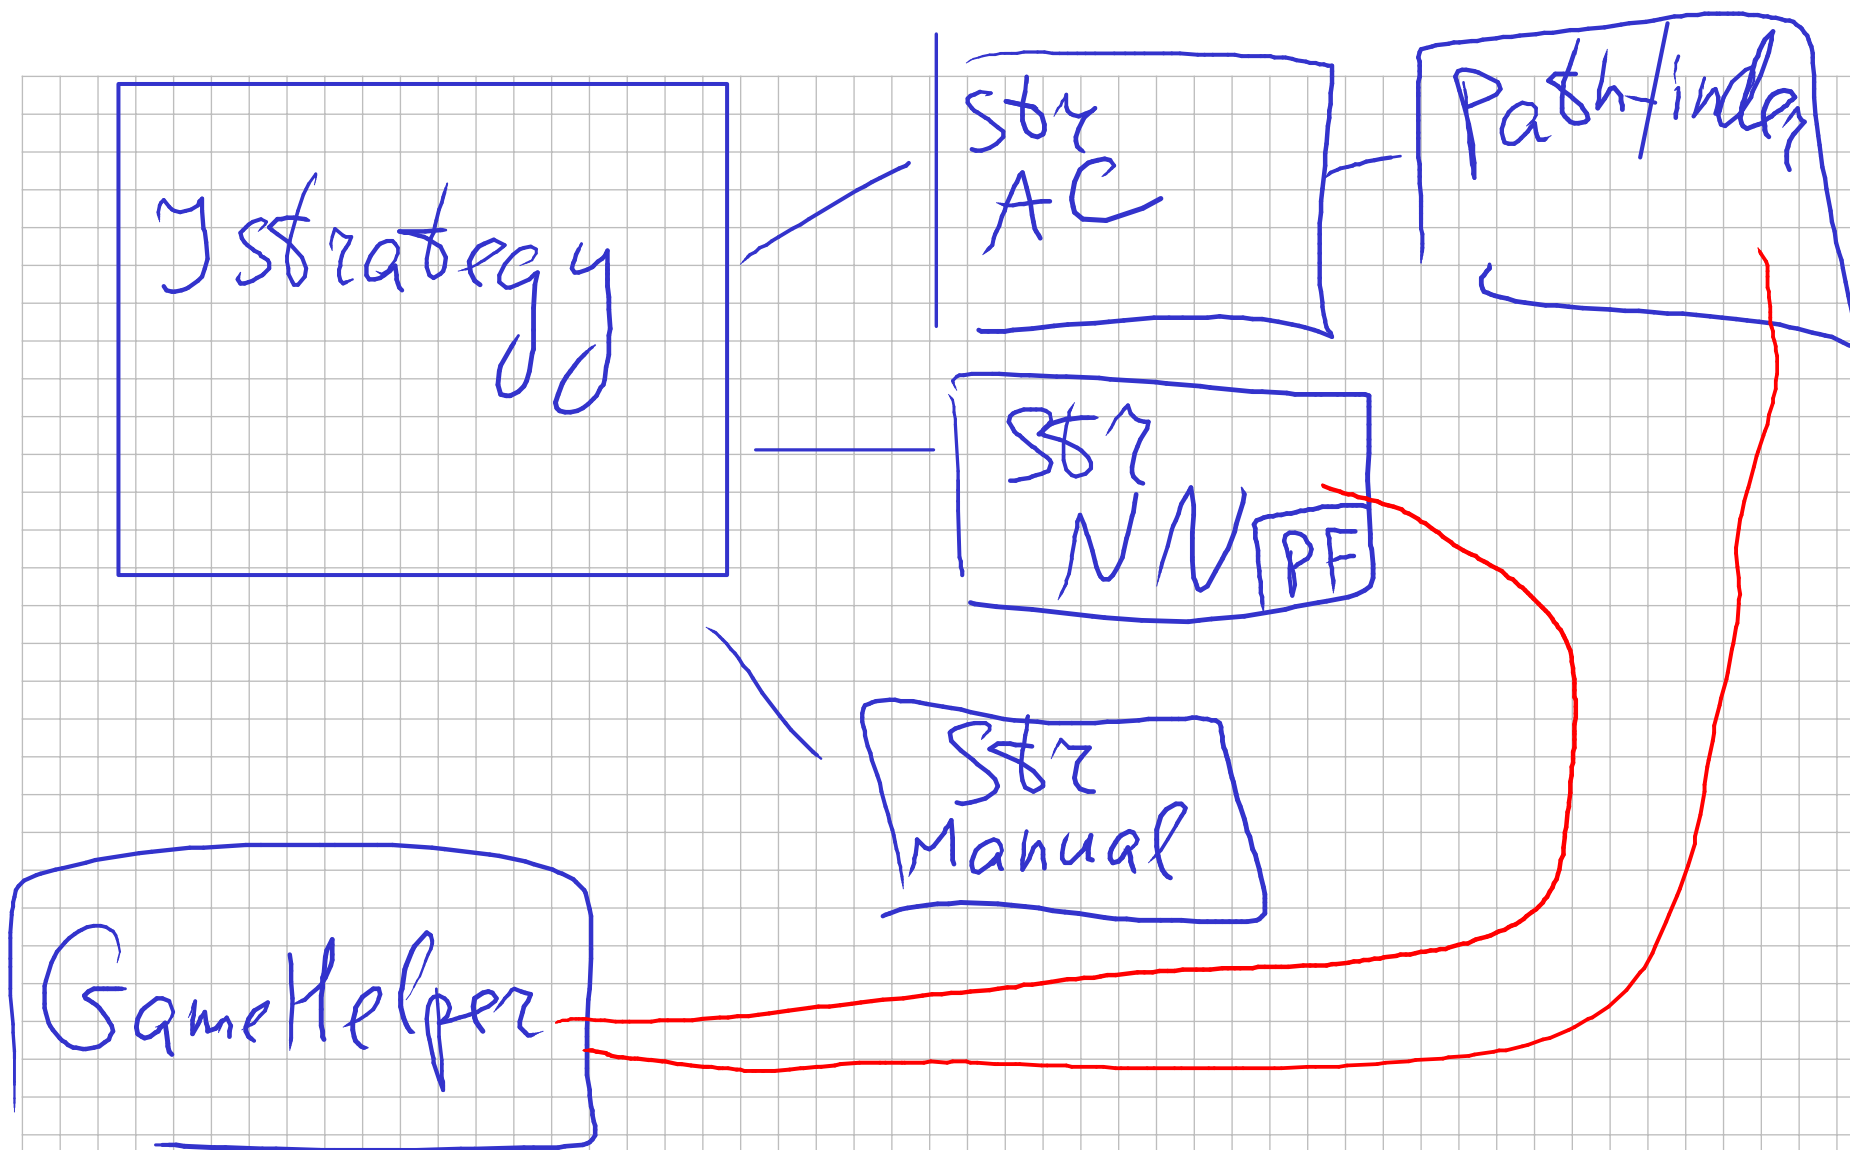 Istrategy
Str
AC
Pathfinder
Str
NN
PF
Str
Manual
GameHelper